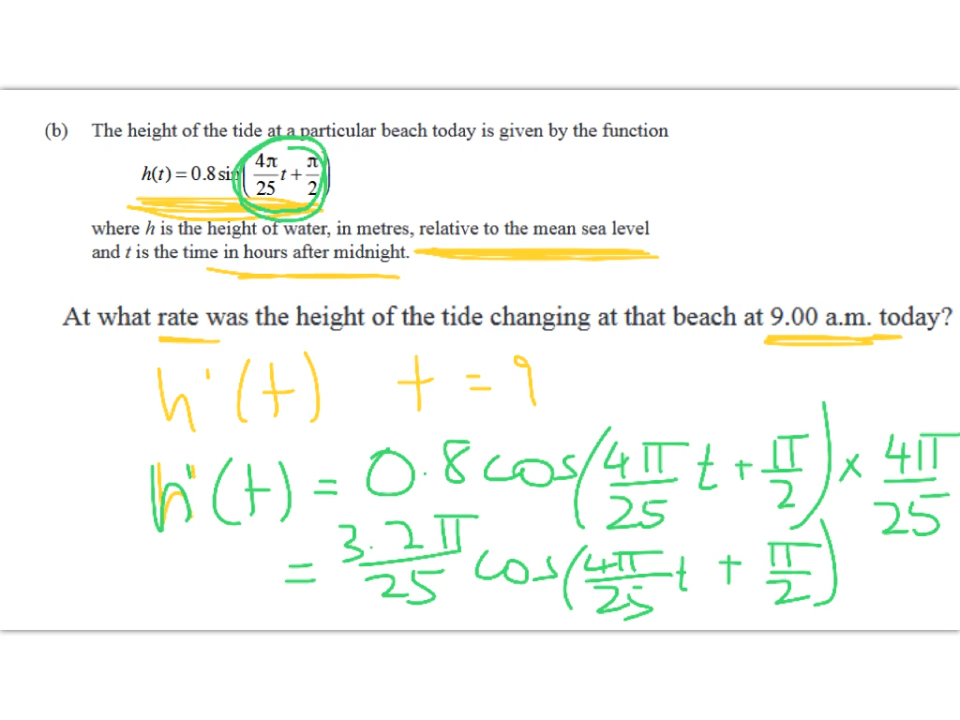 (b) The height of the tide at a particular beach today is given by the function
h(t) = 0.8 sin(4π/25 t + π/2)
where h is the height of water, in metres, relative to the mean sea level
and t is the time in hours after midnight.
At what rate was the height of the tide changing at that beach at 9.00 a.m. today?
h'(t) t = 9
h'(t) = 0.8 cos(4π/25 t + π/2) × 4π/25
= 3.2π/25 cos(4π/25 t + π/2)